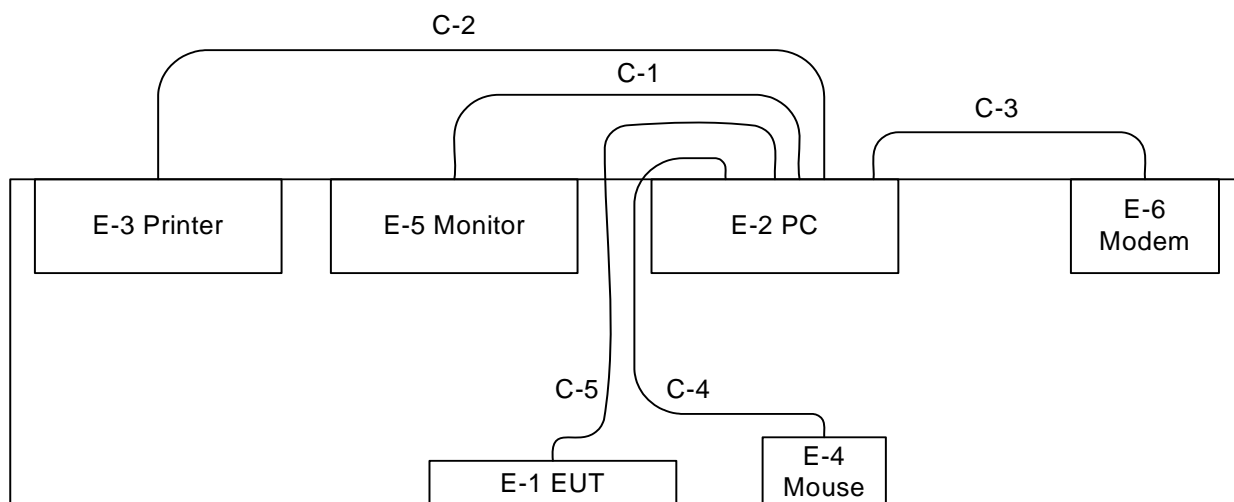 C-2
C-1
C-3
E-3 Printer
E-5 Monitor
E-2 PC
E-6
Modem
C-5
C-4
E-1 EUT
E-4
Mouse